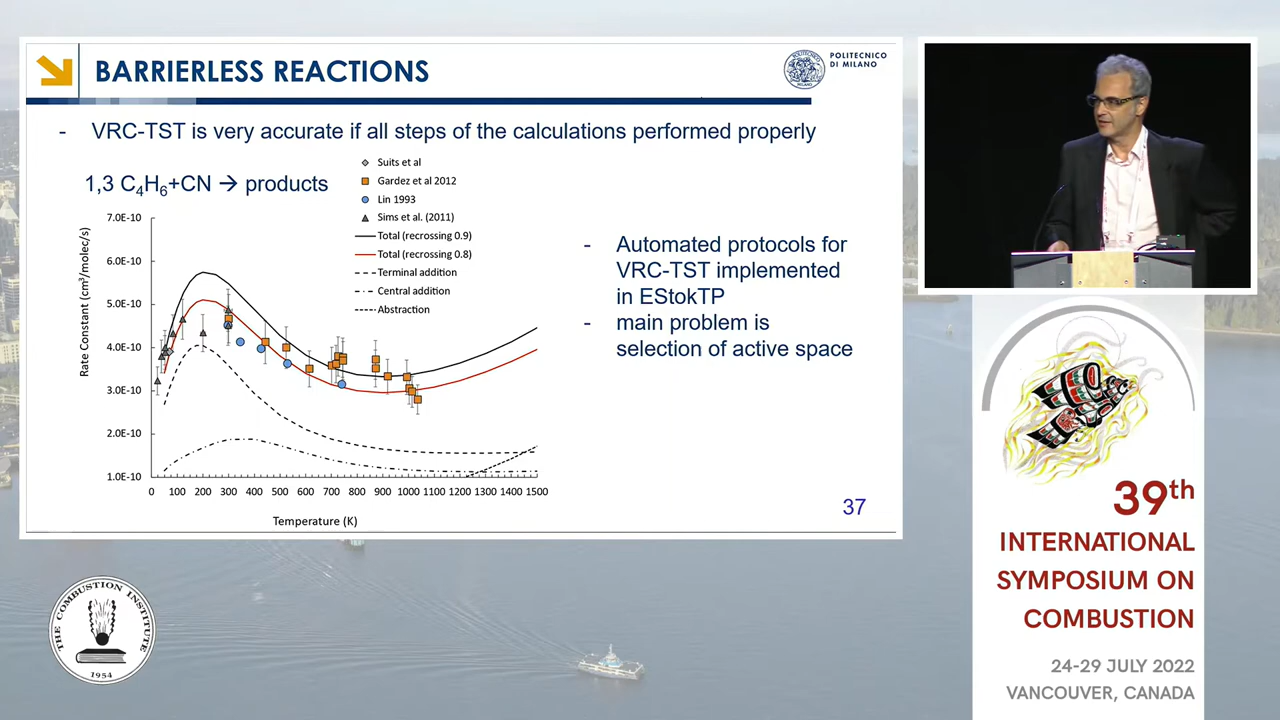 BARRIERLESS REACTIONS
POLITECNICO
DI MILANO
- VRC-TST is very accurate if all steps of the calculations performed properly
1,3 C4H6+CN → products
Suits et al
Gardez et al 2012
Lin 1993
Sims et al. (2011)
Total (recrossing 0.9)
Total (recrossing 0.8)
Terminal addition
Central addition
Abstraction
Rate Constant (cm³/molec/s)
7.0E-10
6.0E-10
5.0E-10
4.0E-10
3.0E-10
2.0E-10
1.0E-10
0 100 200 300 400 500 600 700 800 900 1000 1100 1200 1300 1400 1500
Temperature (K)
- Automated protocols for
VRC-TST implemented
in EStokTP
- main problem is
selection of active space
37
39th
INTERNATIONAL
SYMPOSIUM ON
COMBUSTION
24-29 JULY 2022
VANCOUVER, CANADA
THE COMBUSTION INSTITUTE
1954